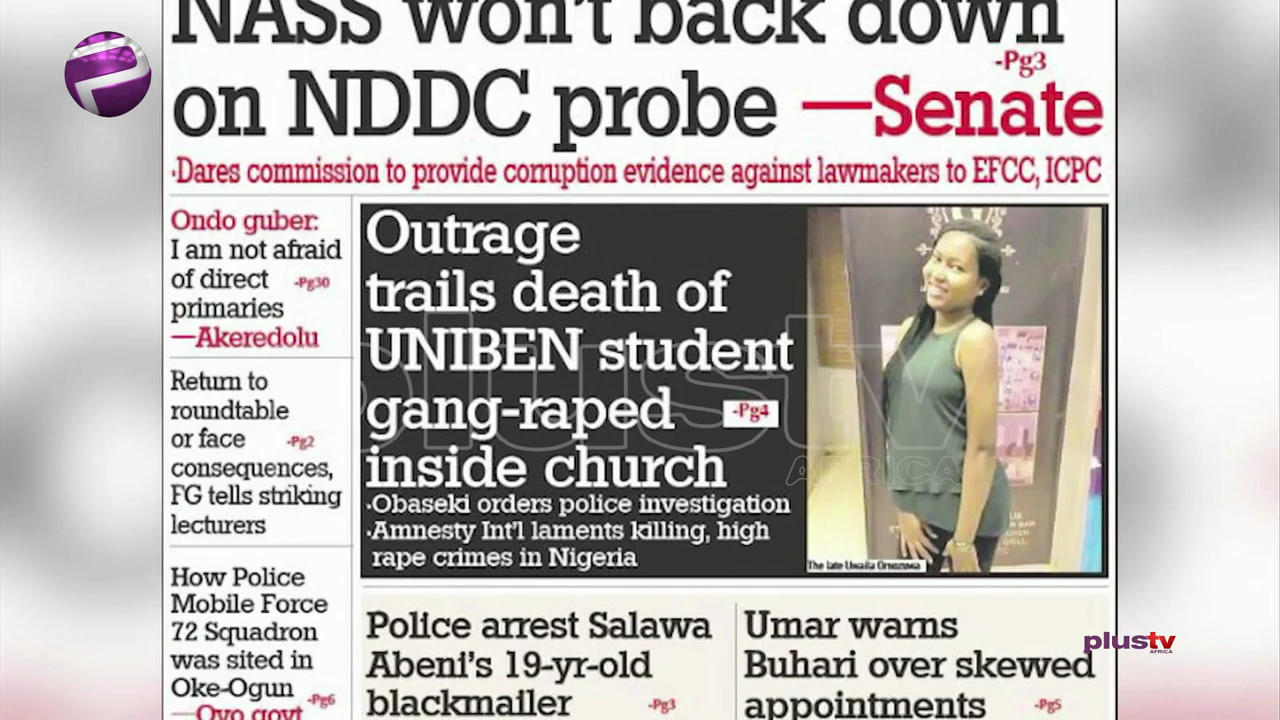 NASS won't back down
-Pg3
on NDDC probe —Senate
·Dares commission to provide corruption evidence against lawmakers to EFCC, ICPC
Ondo guber:
I am not afraid
of direct -Pg30
primaries
—Akeredolu
Return to
roundtable
or face -Pg2
consequences,
FG tells striking
lecturers
How Police
Mobile Force
72 Squadron
was sited in
Oke-Ogun -Pg6
—Oyo govt
Outrage
trails death of
UNIBEN student
gang-raped -Pg4
inside church
·Obaseki orders police investigation
·Amnesty Int'l laments killing, high
rape crimes in Nigeria
The late Uwaila Omozuwa
Police arrest Salawa
Abeni's 19-yr-old
blackmailer -Pg3
Umar warns
Buhari over skewed
appointments -Pg5
plustv
AFRICA
plustv
AFRICA